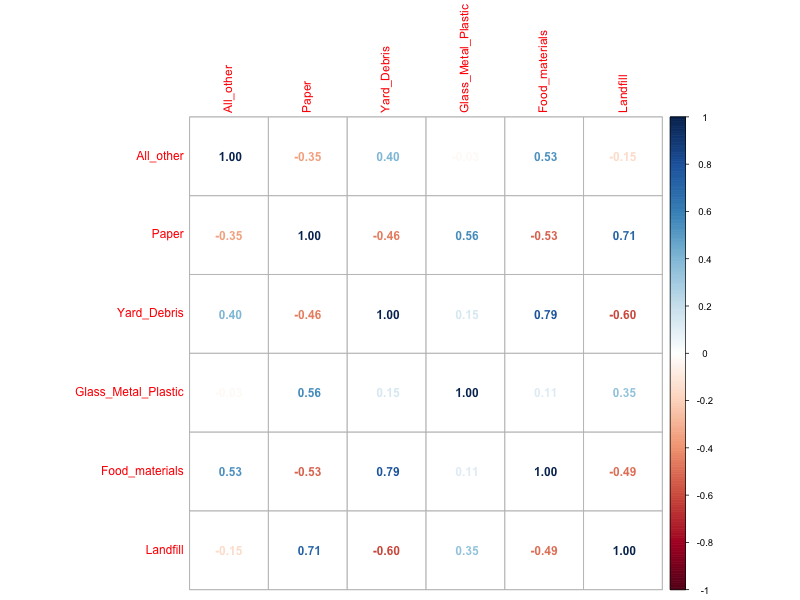 All_other Paper Yard_Debris Glass_Metal_Plastic Food_materials Landfill
All_other 1.00 -0.35 0.40 0.53 -0.15
Paper -0.35 1.00 -0.46 0.56 -0.53 0.71
Yard_Debris 0.40 -0.46 1.00 0.15 0.79 -0.60
Glass_Metal_Plastic 0.56 0.15 1.00 0.11 0.35
Food_materials 0.53 -0.53 0.79 0.11 1.00 -0.49
Landfill -0.15 0.71 -0.60 0.35 -0.49 1.00
1
0.8
0.6
0.4
0.2
0
-0.2
-0.4
-0.6
-0.8
-1